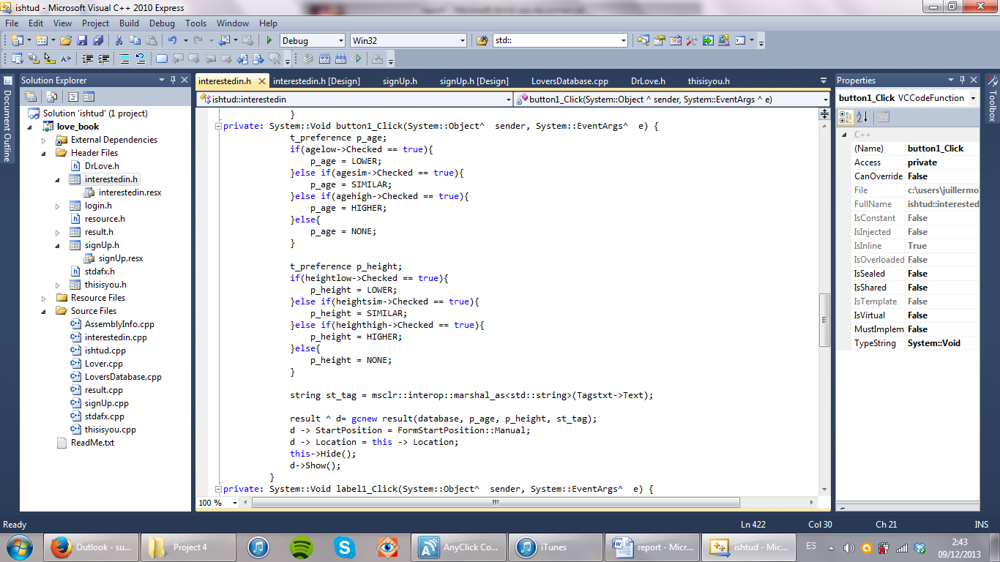 ishtud - Microsoft Visual C++ 2010 Express
File Edit View Project Build Debug Tools Window Help
Debug Win32 std::
Document Outline
Solution Explorer
Solution 'ishtud' (1 project)
love_book
External Dependencies
Header Files
DrLove.h
interestedin.h
interestedin.resx
login.h
resource.h
result.h
signUp.h
signUp.resx
stdafx.h
thisisyou.h
Resource Files
Source Files
AssemblyInfo.cpp
interestedin.cpp
ishtud.cpp
Lover.cpp
LoversDatabase.cpp
result.cpp
signUp.cpp
stdafx.cpp
thisisyou.cpp
ReadMe.txt
interestedin.h interestedin.h [Design] signUp.h signUp.h [Design] LoversDatabase.cpp DrLove.h thisisyou.h
ishtud::interestedin button1_Click(System::Object ^ sender, System::EventArgs ^ e)
}
private: System::Void button1_Click(System::Object^  sender, System::EventArgs^  e) {
t_preference p_age;
if(agelow->Checked == true){
p_age = LOWER;
}else if(agesim->Checked == true){
p_age = SIMILAR;
}else if(agehigh->Checked == true){
p_age = HIGHER;
}else{
p_age = NONE;
}
t_preference p_height;
if(heightlow->Checked == true){
p_height = LOWER;
}else if(heightsim->Checked == true){
p_height = SIMILAR;
}else if(heighthigh->Checked == true){
p_height = HIGHER;
}else{
p_height = NONE;
}
string st_tag = msclr::interop::marshal_as<std::string>(Tagstxt->Text);
result ^ d= gcnew result(database, p_age, p_height, st_tag);
d -> StartPosition = FormStartPosition::Manual;
d -> Location = this -> Location;
this->Hide();
d->Show();
}
private: System::Void label1_Click(System::Object^  sender, System::EventArgs^  e) {
100 %
Properties
button1_Click VCCodeFunction
C++
(Name) button1_Click
Access private
CanOverride False
File c:\users\juillermo\
FullName ishtud::interested
IsConstant False
IsInjected False
IsInline True
IsOverloaded False
IsSealed False
IsShared False
IsTemplate False
IsVirtual False
MustImplem False
TypeString System::Void
Toolbox
Ready Ln 422 Col 30 Ch 21 INS
Outlook - su... Project 4 AnyClick Co... iTunes report - Micr... ishtud - Mic... ES 2:43
09/12/2013